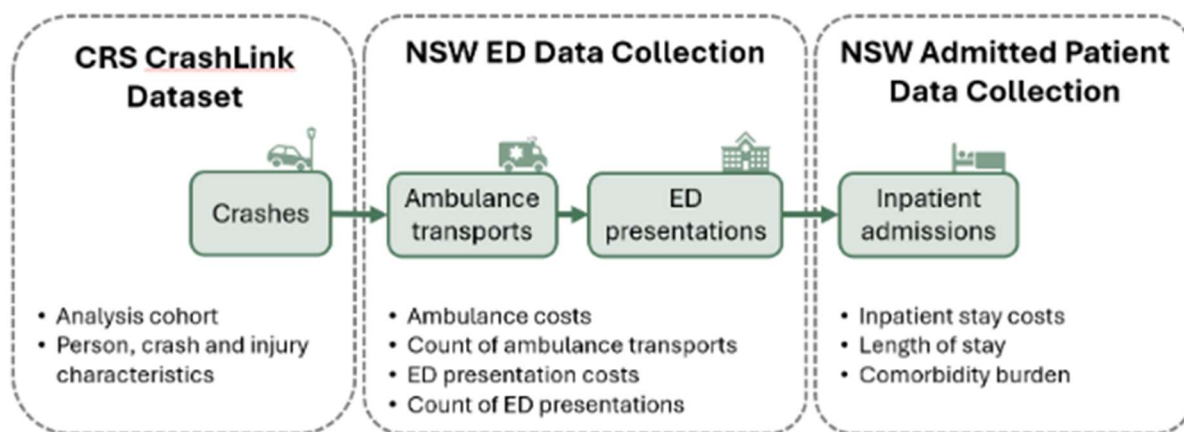 CRS CrashLink
Dataset
Crashes
• Analysis cohort
• Person, crash and injury
characteristics
NSW ED Data Collection
Ambulance
transports
ED
presentations
• Ambulance costs
• Count of ambulance transports
• ED presentation costs
• Count of ED presentations
NSW Admitted Patient
Data Collection
Inpatient
admissions
• Inpatient stay costs
• Length of stay
• Comorbidity burden